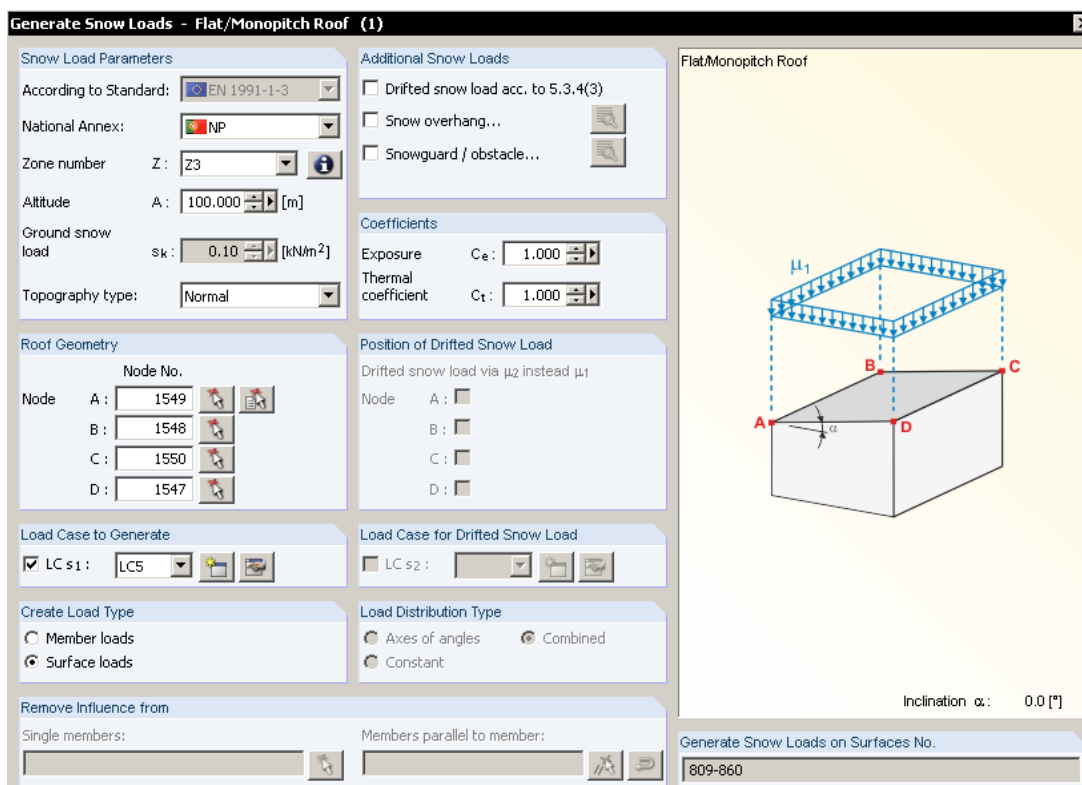 Generate Snow Loads - Flat/Monopitch Roof (1)
Snow Load Parameters
According to Standard: EN 1991-1-3
National Annex: NP
Zone number Z : Z3
Altitude A : 100.000 [m]
Ground snow
load sk : 0.10 [kN/m²]
Topography type: Normal
Additional Snow Loads
Drifted snow load acc. to 5.3.4(3)
Snow overhang...
Snowguard / obstacle...
Coefficients
Exposure Ce : 1.000
Thermal
coefficient Ct : 1.000
Roof Geometry
Node No.
Node A : 1549
B : 1548
C : 1550
D : 1547
Position of Drifted Snow Load
Drifted snow load via µ2 instead µ1
Node A :
B :
C :
D :
Load Case to Generate
LC s1 : LC5
Load Case for Drifted Snow Load
LC s2 :
Create Load Type
Member loads
Surface loads
Load Distribution Type
Axes of angles Combined
Constant
Remove Influence from
Single members:
Members parallel to member:
Flat/Monopitch Roof
µ1
B
C
A
α
D
Inclination α : 0.0 [°]
Generate Snow Loads on Surfaces No.
809-860